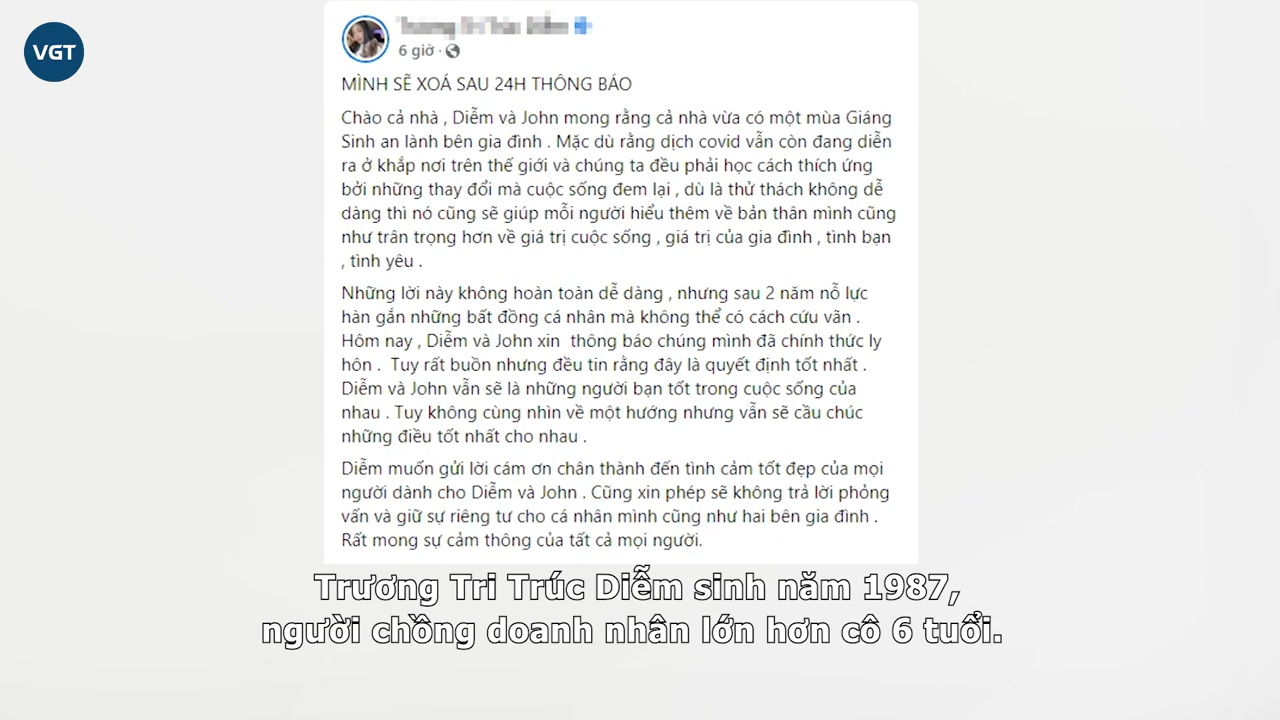 VGT
6 giờ ·
MÌNH SẼ XOÁ SAU 24H THÔNG BÁO
Chào cả nhà , Diễm và John mong rằng cả nhà vừa có một mùa Giáng
Sinh an lành bên gia đình . Mặc dù rằng dịch covid vẫn còn đang diễn
ra ở khắp nơi trên thế giới và chúng ta đều phải học cách thích ứng
bởi những thay đổi mà cuộc sống đem lại , dù là thử thách không dễ
dàng thì nó cũng sẽ giúp mỗi người hiểu thêm về bản thân mình cũng
như trân trọng hơn về giá trị cuộc sống , giá trị của gia đình , tình bạn
, tình yêu .
Những lời này không hoàn toàn dễ dàng , nhưng sau 2 năm nỗ lực
hàn gắn những bất đồng cá nhân mà không thể có cách cứu vãn .
Hôm nay , Diễm và John xin  thông báo chúng mình đã chính thức ly
hôn .  Tuy rất buồn nhưng đều tin rằng đây là quyết định tốt nhất .
Diễm và John vẫn sẽ là những người bạn tốt trong cuộc sống của
nhau . Tuy không cùng nhìn về một hướng nhưng vẫn sẽ cầu chúc
những điều tốt nhất cho nhau .
Diễm muốn gửi lời cám ơn chân thành đến tình cảm tốt đẹp của mọi
người dành cho Diễm và John . Cũng xin phép sẽ không trả lời phỏng
vấn và giữ sự riêng tư cho cá nhân mình cũng như hai bên gia đình .
Rất mong sự cảm thông của tất cả mọi người.
Trương Tri Trúc Diễm sinh năm 1987,
người chồng doanh nhân lớn hơn cô 6 tuổi.